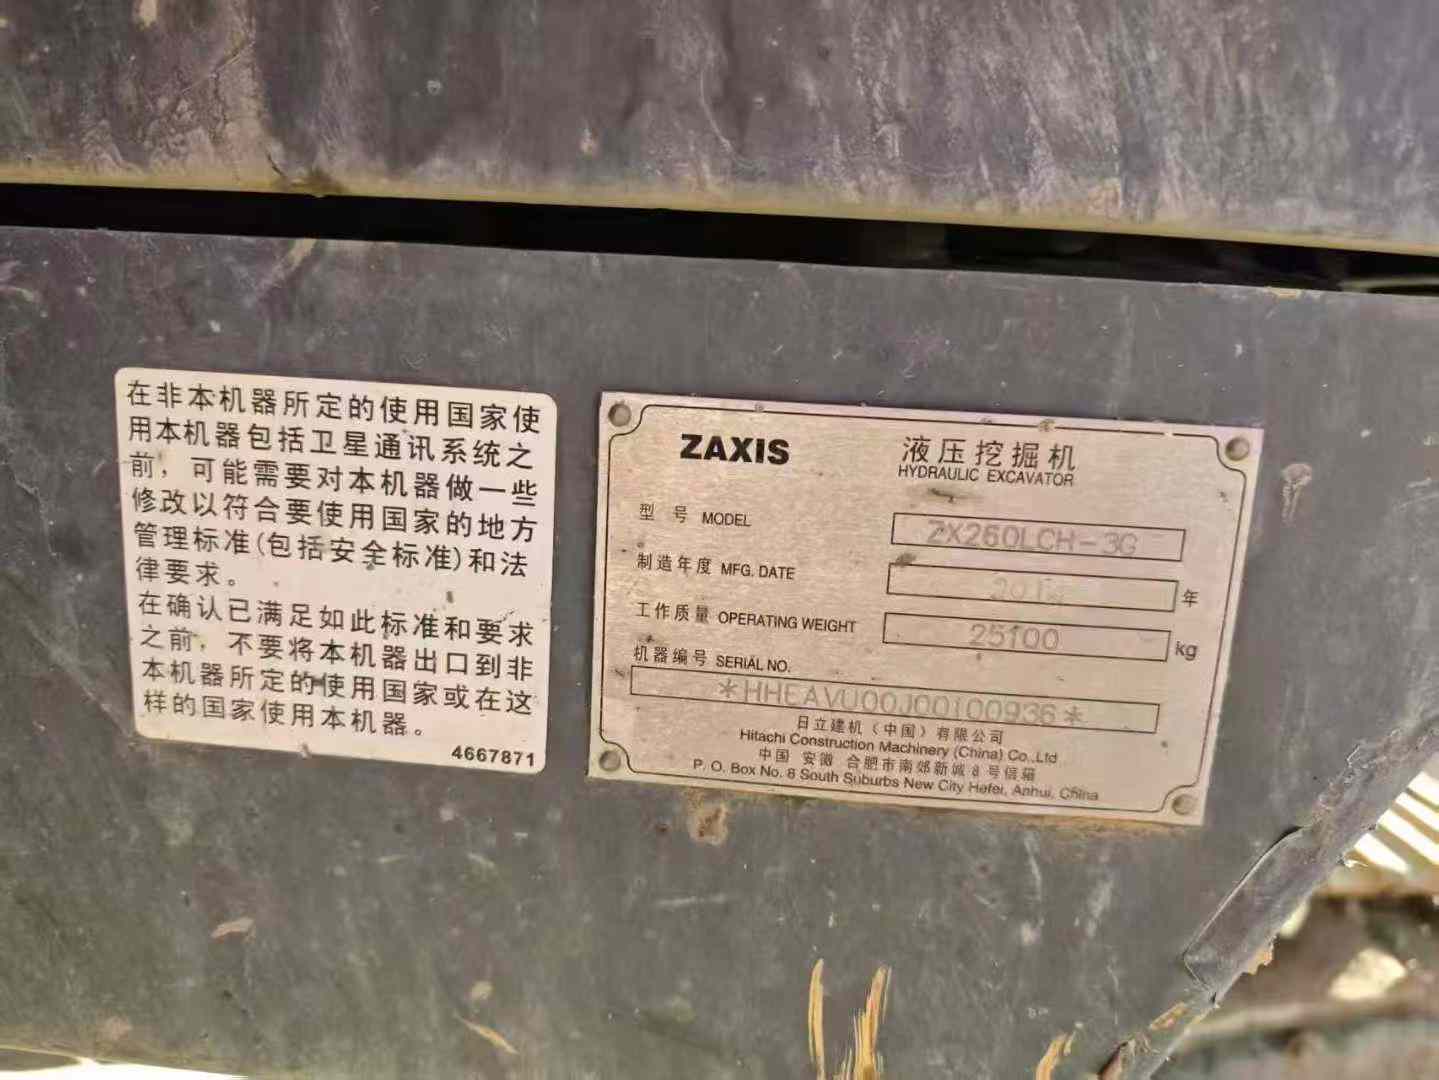 在非本机器所定的使用国家使
用本机器包括卫星通讯系统之
前，可能需要对本机器做一些
修改以符合要使用国家的地方
管理标准(包括安全标准)和法
律要求。
在确认已满足如此标准和要求
之前，不要将本机器出口到非
本机器所定的使用国家或在这
样的国家使用本机器。
4667871
ZAXIS 液压挖掘机
HYDRAULIC EXCAVATOR
型号 MODEL ZX260LCH-3G
制造年度 MFG. DATE 年
工作质量 OPERATING WEIGHT 25100 kg
机器编号 SERIAL NO.
*HHEAVU00J00100936*
日立建机（中国）有限公司
Hitachi Construction Machinery (China) Co., Ltd
中国 安徽 合肥市南郊新城8号信箱
P. O. Box No. 8 South Suburbs New City Hefei, Anhui, China